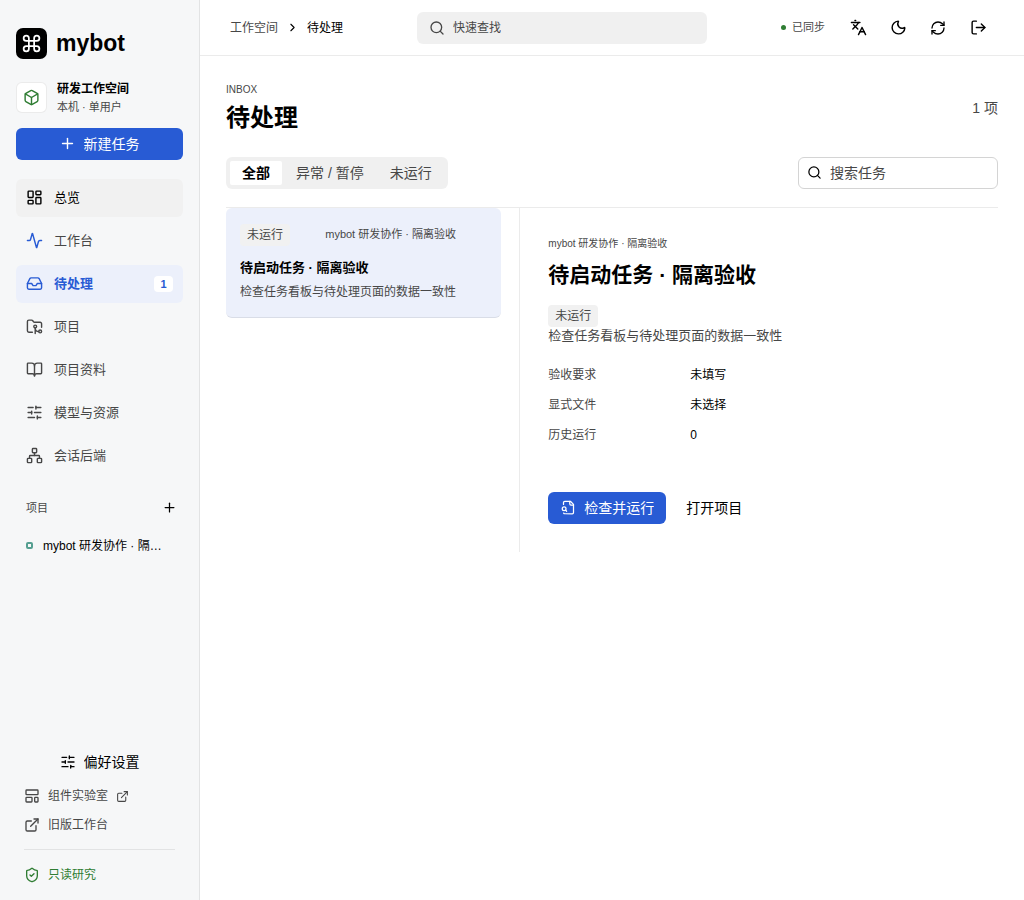 mybot
研发工作空间
本机 · 单用户
新建任务
总览
工作台
待处理 1
项目
项目资料
模型与资源
会话后端
项目
mybot 研发协作 · 隔…
偏好设置
组件实验室
旧版工作台
只读研究
工作空间 待处理
快速查找
已同步
INBOX
待处理
1 项
全部 异常 / 暂停 未运行
搜索任务
未运行 mybot 研发协作 · 隔离验收
待启动任务 · 隔离验收
检查任务看板与待处理页面的数据一致性
mybot 研发协作 · 隔离验收
待启动任务 · 隔离验收
未运行
检查任务看板与待处理页面的数据一致性
验收要求 未填写
显式文件 未选择
历史运行 0
检查并运行 打开项目